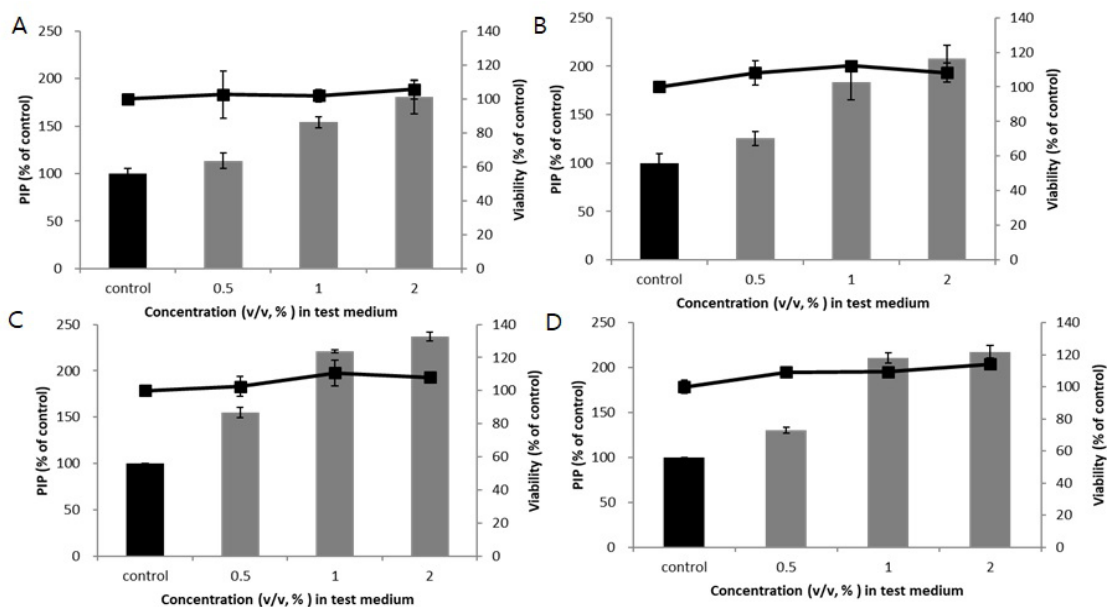 A
250
200
150
100
50
0
PIP (% of control)
140
120
100
80
60
40
20
0
Viability (% of control)
control 0.5 1 2
Concentration (v/v, % ) in test medium
B
250
200
150
100
50
0
PIP (% of control)
140
120
100
80
60
40
20
0
Viability (% of control)
control 0.5 1 2
Concentration (v/v, % ) in test medium
C
250
200
150
100
50
0
PIP (% of control)
140
120
100
80
60
40
20
0
Viability (% of control)
control 0.5 1 2
Concentration (v/v, % ) in test medium
D
250
200
150
100
50
0
PIP (% of control)
140
120
100
80
60
40
20
0
Viability (% of control)
control 0.5 1 2
Concentration (v/v, % ) in test medium